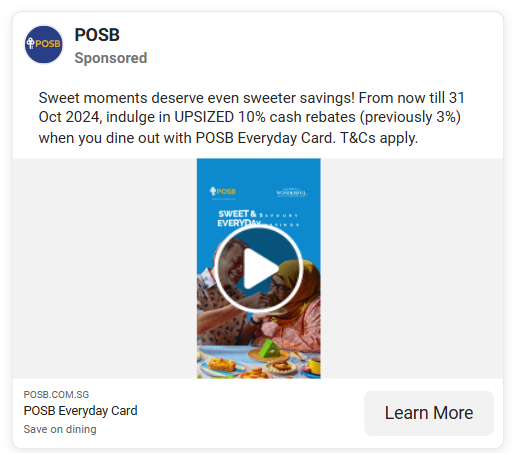 POSB
POSB
Sponsored
Sweet moments deserve even sweeter savings! From now till 31
Oct 2024, indulge in UPSIZED 10% cash rebates (previously 3%)
when you dine out with POSB Everyday Card. T&Cs apply.
POSB
WONDERFUL
SWEET & SAVOURY
EVERYDAY SAVINGS
POSB.COM.SG
POSB Everyday Card
Save on dining
Learn More